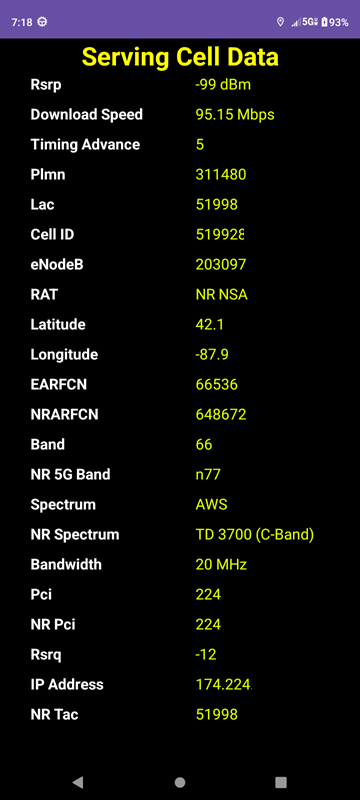 7:18 5G 93%
Serving Cell Data
Rsrp -99 dBm
Download Speed 95.15 Mbps
Timing Advance 5
Plmn 311480
Lac 51998
Cell ID 519928
eNodeB 203097
RAT NR NSA
Latitude 42.1
Longitude -87.9
EARFCN 66536
NRARFCN 648672
Band 66
NR 5G Band n77
Spectrum AWS
NR Spectrum TD 3700 (C-Band)
Bandwidth 20 MHz
Pci 224
NR Pci 224
Rsrq -12
IP Address 174.224.
NR Tac 51998